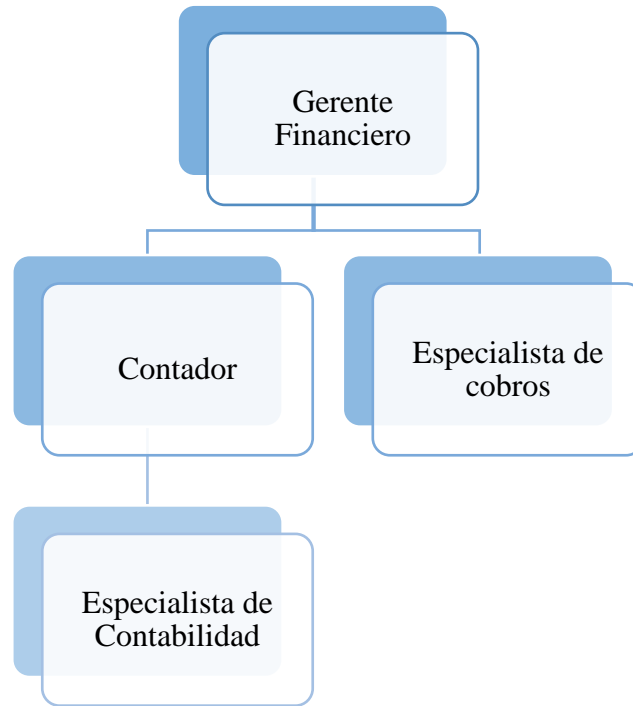 Gerente
Financiero
Contador
Especialista de
cobros
Especialista de
Contabilidad